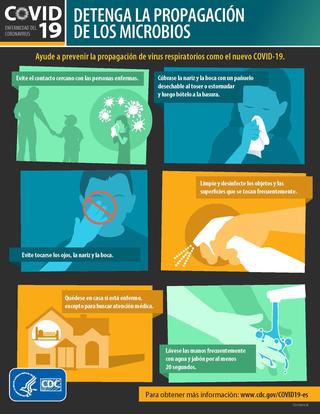 COVID
ENFERMEDAD DEL
CORONAVIRUS
19
DETENGA LA PROPAGACIÓN
DE LOS MICROBIOS
Ayude a prevenir la propagación de virus respiratorios como el nuevo COVID-19.
Evite el contacto cercano con las personas enfermas.
Cúbrase la nariz y la boca con un pañuelo
desechable al toser o estornudar
y luego bótelo a la basura.
Evite tocarse los ojos, la nariz y la boca.
Limpie y desinfecte los objetos y las
superficies que se tocan frecuentemente.
Quédese en casa si está enfermo,
excepto para buscar atención médica.
Lávese las manos frecuentemente
con agua y jabón por al menos
20 segundos.
CDC
Para obtener más información: www.cdc.gov/COVID19-es